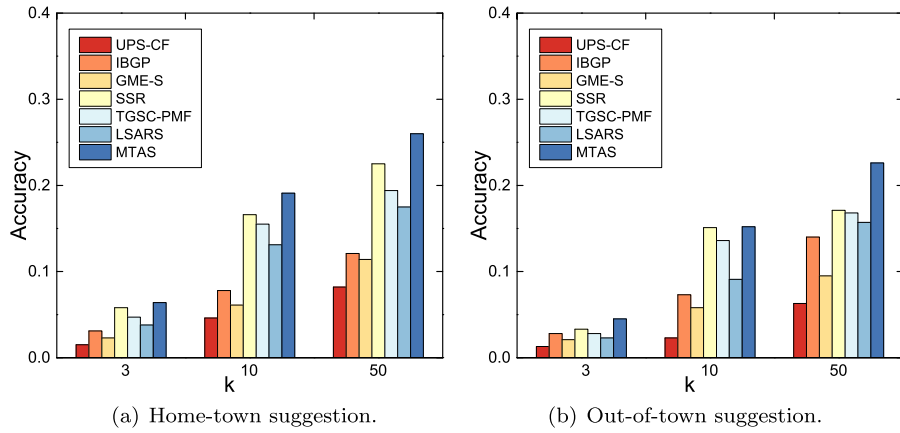 0.4
0.3
0.2
0.1
0.0
Accuracy
UPS-CF
IBGP
GME-S
SSR
TGSC-PMF
LSARS
MTAS
3 10 50
k
(a) Home-town suggestion.
0.4
0.3
0.2
0.1
0.0
Accuracy
UPS-CF
IBGP
GME-S
SSR
TGSC-PMF
LSARS
MTAS
3 10 50
k
(b) Out-of-town suggestion.